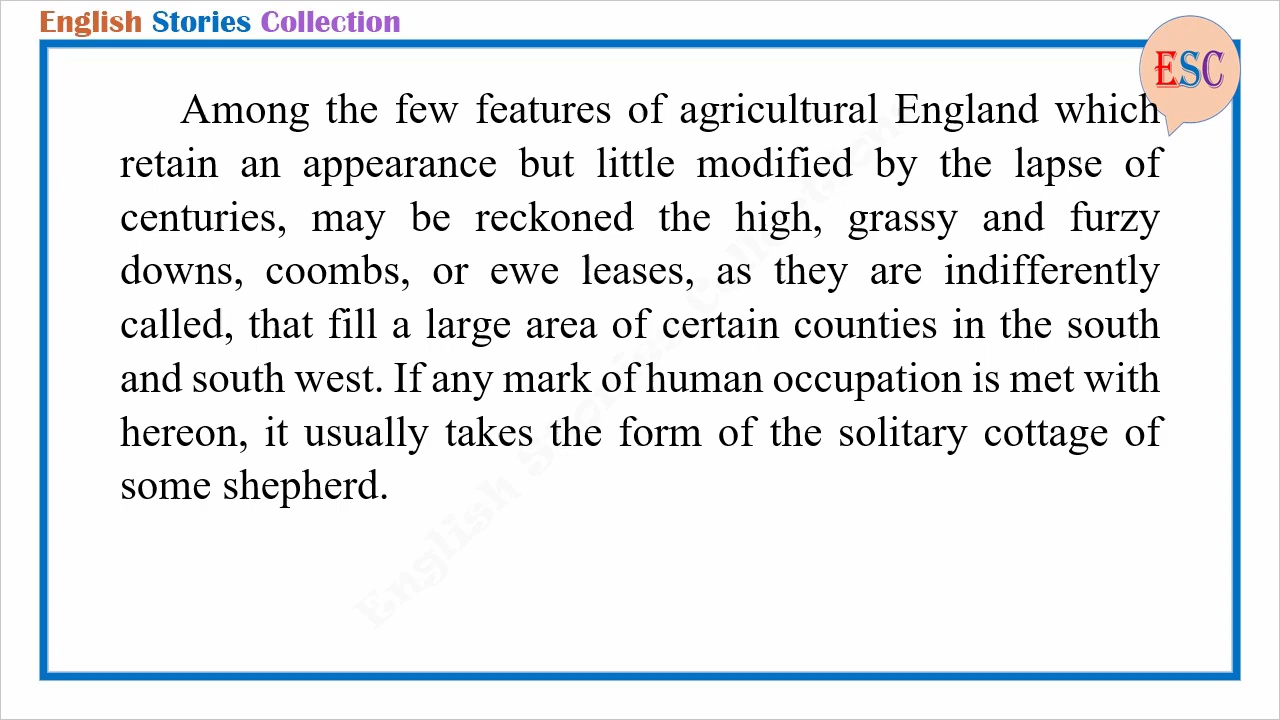 English Stories Collection
ESC
Among the few features of agricultural England which
retain an appearance but little modified by the lapse of
centuries, may be reckoned the high, grassy and furzy
downs, coombs, or ewe leases, as they are indifferently
called, that fill a large area of certain counties in the south
and south west. If any mark of human occupation is met with
hereon, it usually takes the form of the solitary cottage of
some shepherd.
English Stories Collection